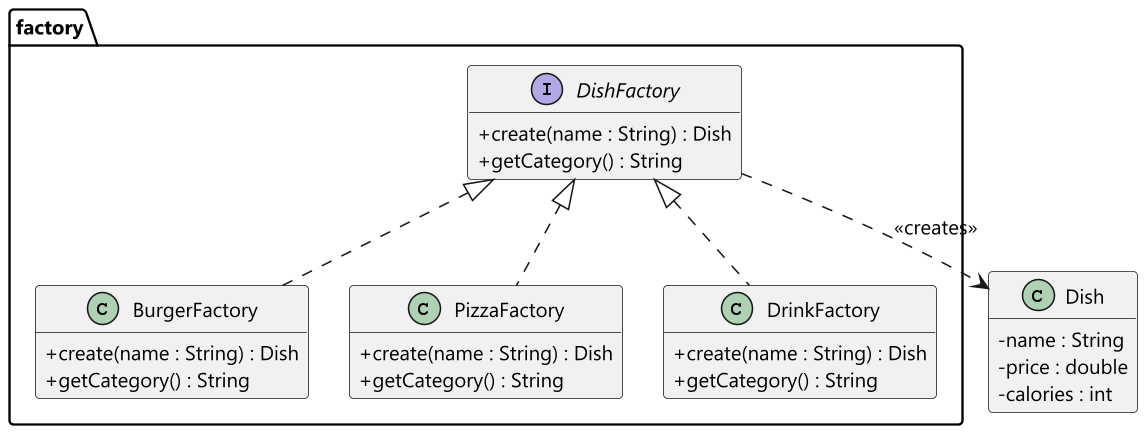 factory
I DishFactory
+create(name : String) : Dish
+getCategory() : String
«creates»
C BurgerFactory
+create(name : String) : Dish
+getCategory() : String
C PizzaFactory
+create(name : String) : Dish
+getCategory() : String
C DrinkFactory
+create(name : String) : Dish
+getCategory() : String
C Dish
-name : String
-price : double
-calories : int